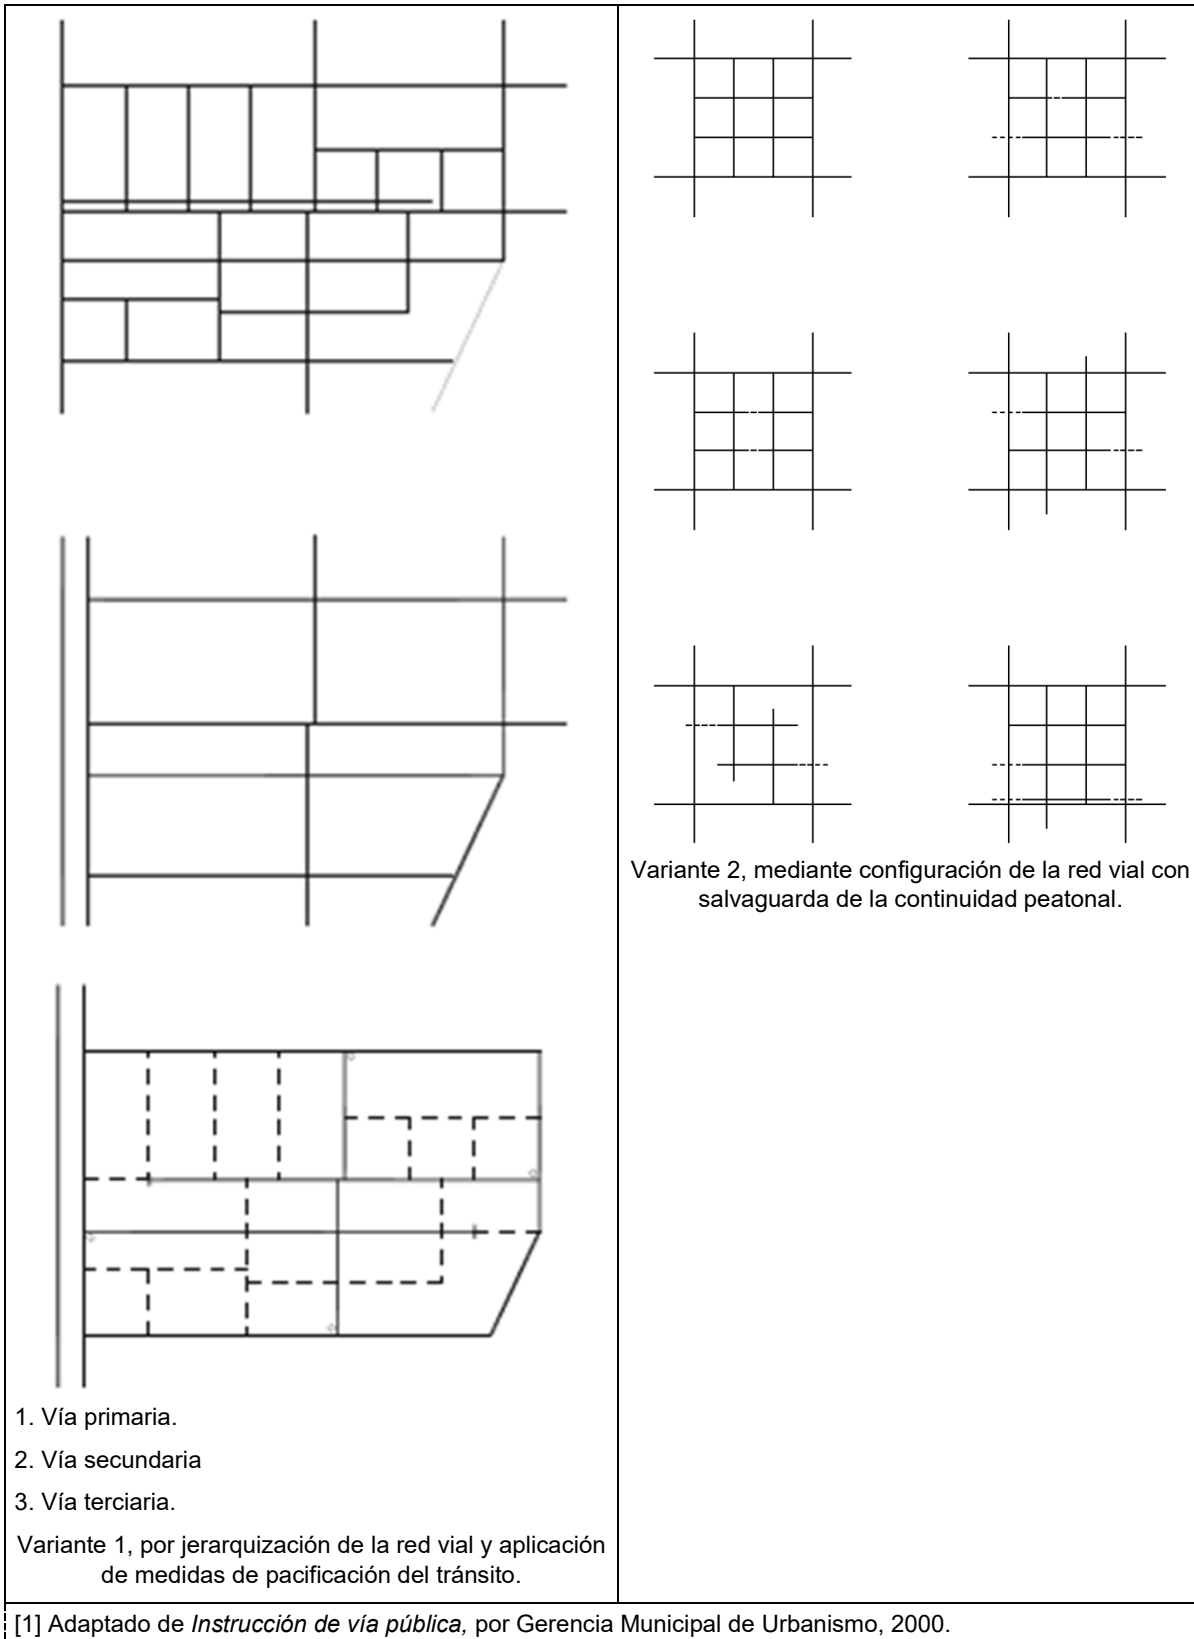 Variante 2, mediante configuración de la red vial con
salvaguarda de la continuidad peatonal.
1. Vía primaria.
2. Vía secundaria
3. Vía terciaria.
Variante 1, por jerarquización de la red vial y aplicación
de medidas de pacificación del tránsito.
[1] Adaptado de Instrucción de vía pública, por Gerencia Municipal de Urbanismo, 2000.